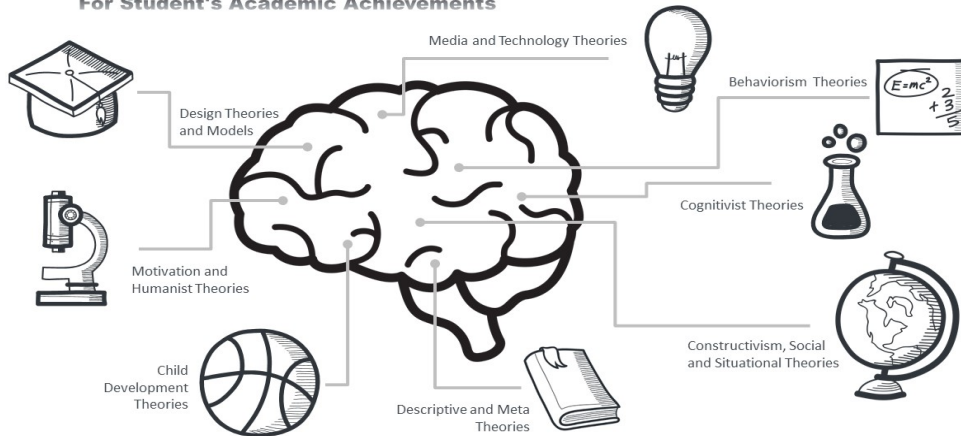 For Student's Academic Achievements
Media and Technology Theories
Behaviorism Theories
E=mc²
2
+ 3
5
Design Theories
and Models
Cognitivist Theories
Motivation and
Humanist Theories
Constructivism, Social
and Situational Theories
Child
Development
Theories
Descriptive and Meta
Theories